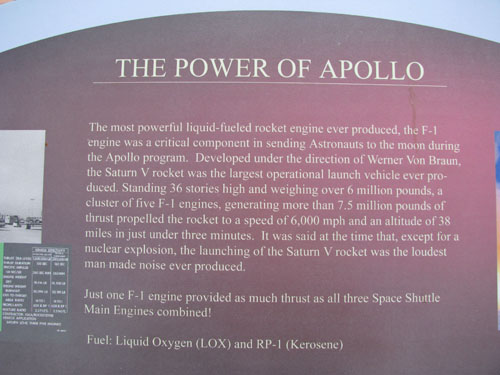 THE POWER OF APOLLO
The most powerful liquid-fueled rocket engine ever produced, the F-1
engine was a critical component in sending Astronauts to the moon during
the Apollo program. Developed under the direction of Werner Von Braun,
the Saturn V rocket was the largest operational launch vehicle ever pro-
duced. Standing 36 stories high and weighing over 6 million pounds, a
cluster of five F-1 engines, generating more than 7.5 million pounds of
thrust propelled the rocket to a speed of 6,000 mph and an altitude of 38
miles in just under three minutes. It was said at the time that, except for a
nuclear explosion, the launching of the Saturn V rocket was the loudest
man-made noise ever produced.
Just one F-1 engine provided as much thrust as all three Space Shuttle
Main Engines combined!
Fuel: Liquid Oxygen (LOX) and RP-1 (Kerosene)